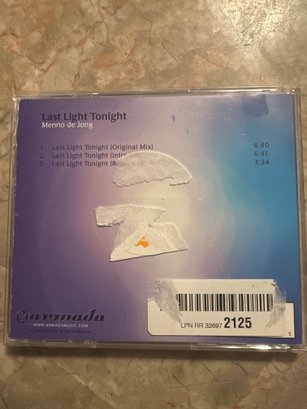 Last Light Tonight
Menno de Jong
1. Last Light Tonight (Original Mix) 6:40
2. Last Light Tonight (Intro 6:41
3. Last Light Tonight (R 3:34
armada
WWW.ARMADAMUSIC.COM
LPN RR 32697 2125